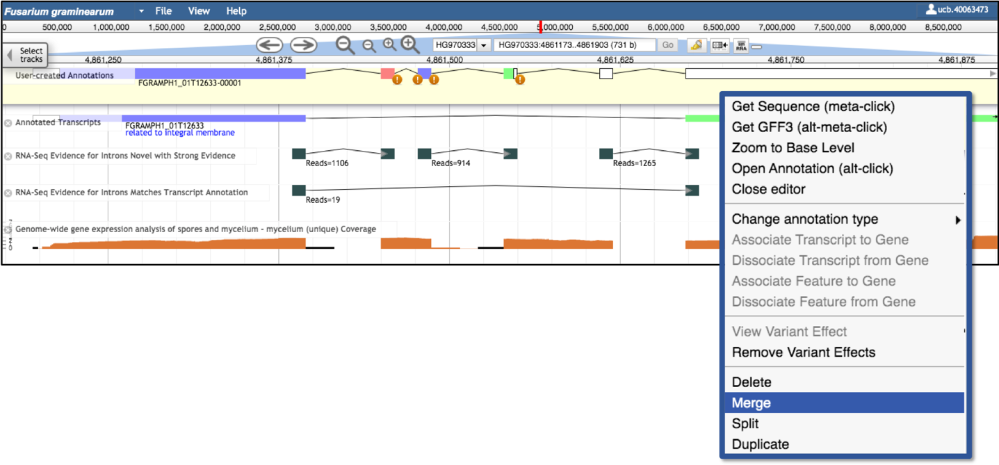 Fusarium graminearum File View Help ucb.40063473
0 500,000 1,000,000 1,500,000 2,000,000 2,500,000 3,000,000 3,500,000 4,000,000 4,500,000 5,000,000 5,500,000 6,000,000 6,500,000 7,000,000 7,500,000 8,000,000 8,500,000
Select
tracks
HG970333 HG970333:4861173..4861903 (731 b) Go
RNA
4,861,250 4,861,375 4,861,500 4,861,625 4,861,750 4,861,875
User-created Annotations
FGRAMPH1_01T12633-00001
Annotated Transcripts
FGRAMPH1_01T12633
related to integral membrane
RNA-Seq Evidence for Introns Novel with Strong Evidence
Reads=1106 Reads=914 Reads=1265
RNA-Seq Evidence for Introns Matches Transcript Annotation
Reads=19
Genome-wide gene expression analysis of spores and mycelium - mycelium (unique) Coverage
2
0
Get Sequence (meta-click)
Get GFF3 (alt-meta-click)
Zoom to Base Level
Open Annotation (alt-click)
Close editor
Change annotation type
Associate Transcript to Gene
Dissociate Transcript from Gene
Associate Feature to Gene
Dissociate Feature from Gene
View Variant Effect
Remove Variant Effects
Delete
Merge
Split
Duplicate